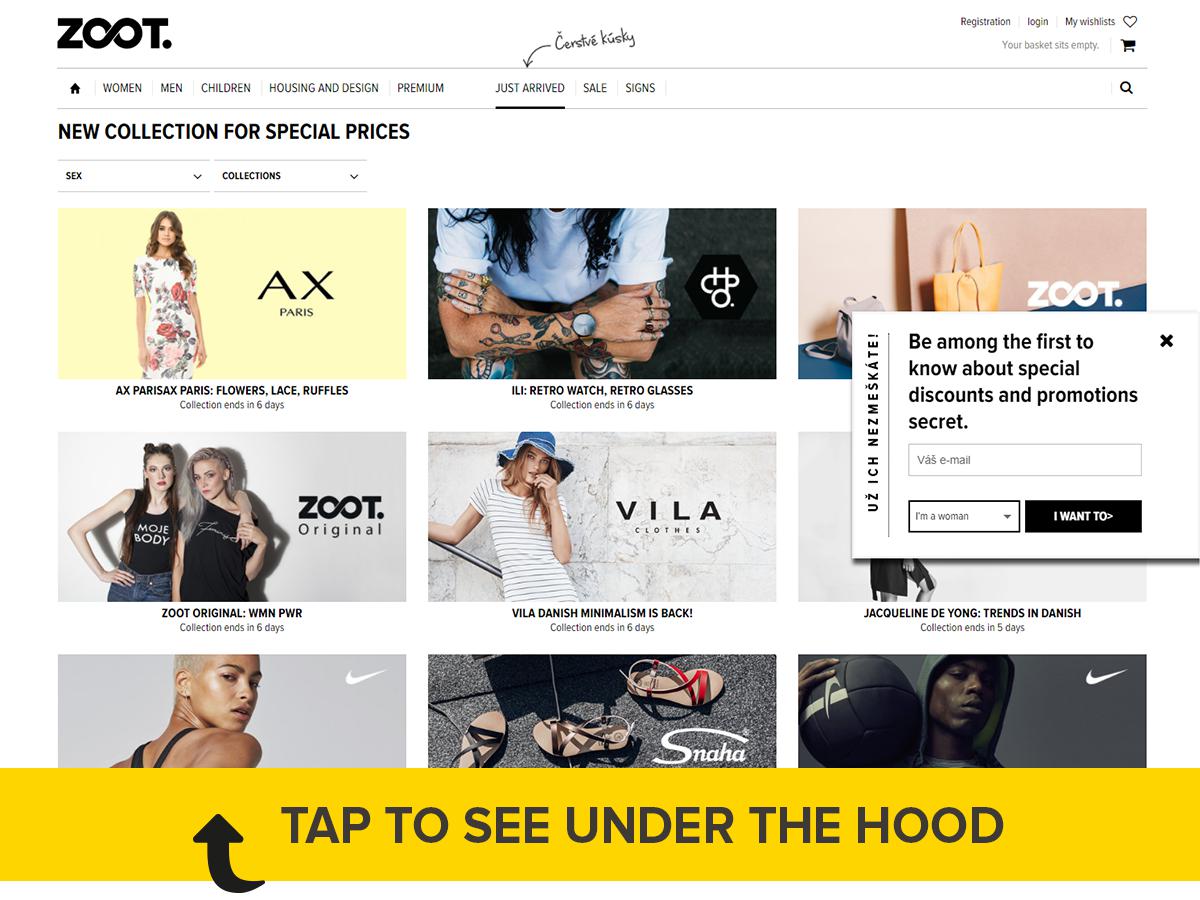 ZOOT.
Čerstvé kúsky
Registration
login
My wishlists
Your basket sits empty.
WOMEN
MEN
CHILDREN
HOUSING AND DESIGN
PREMIUM
JUST ARRIVED
SALE
SIGNS
NEW COLLECTION FOR SPECIAL PRICES
SEX
COLLECTIONS
AX
PARIS
ZOOT.
AX PARISAX PARIS: FLOWERS, LACE, RUFFLES
Collection ends in 6 days
ILI: RETRO WATCH, RETRO GLASSES
Collection ends in 6 days
UŽ ICH NEZMEŠKÁTE!
Be among the first to
know about special
discounts and promotions
secret.
Váš e-mail
I'm a woman
I WANT TO>
MOJE
BODY
ZOOT.
Original
VILA
CLOTHES
ZOOT ORIGINAL: WMN PWR
Collection ends in 6 days
VILA DANISH MINIMALISM IS BACK!
Collection ends in 6 days
JACQUELINE DE YONG: TRENDS IN DANISH
Collection ends in 5 days
Snaha®
TAP TO SEE UNDER THE HOOD